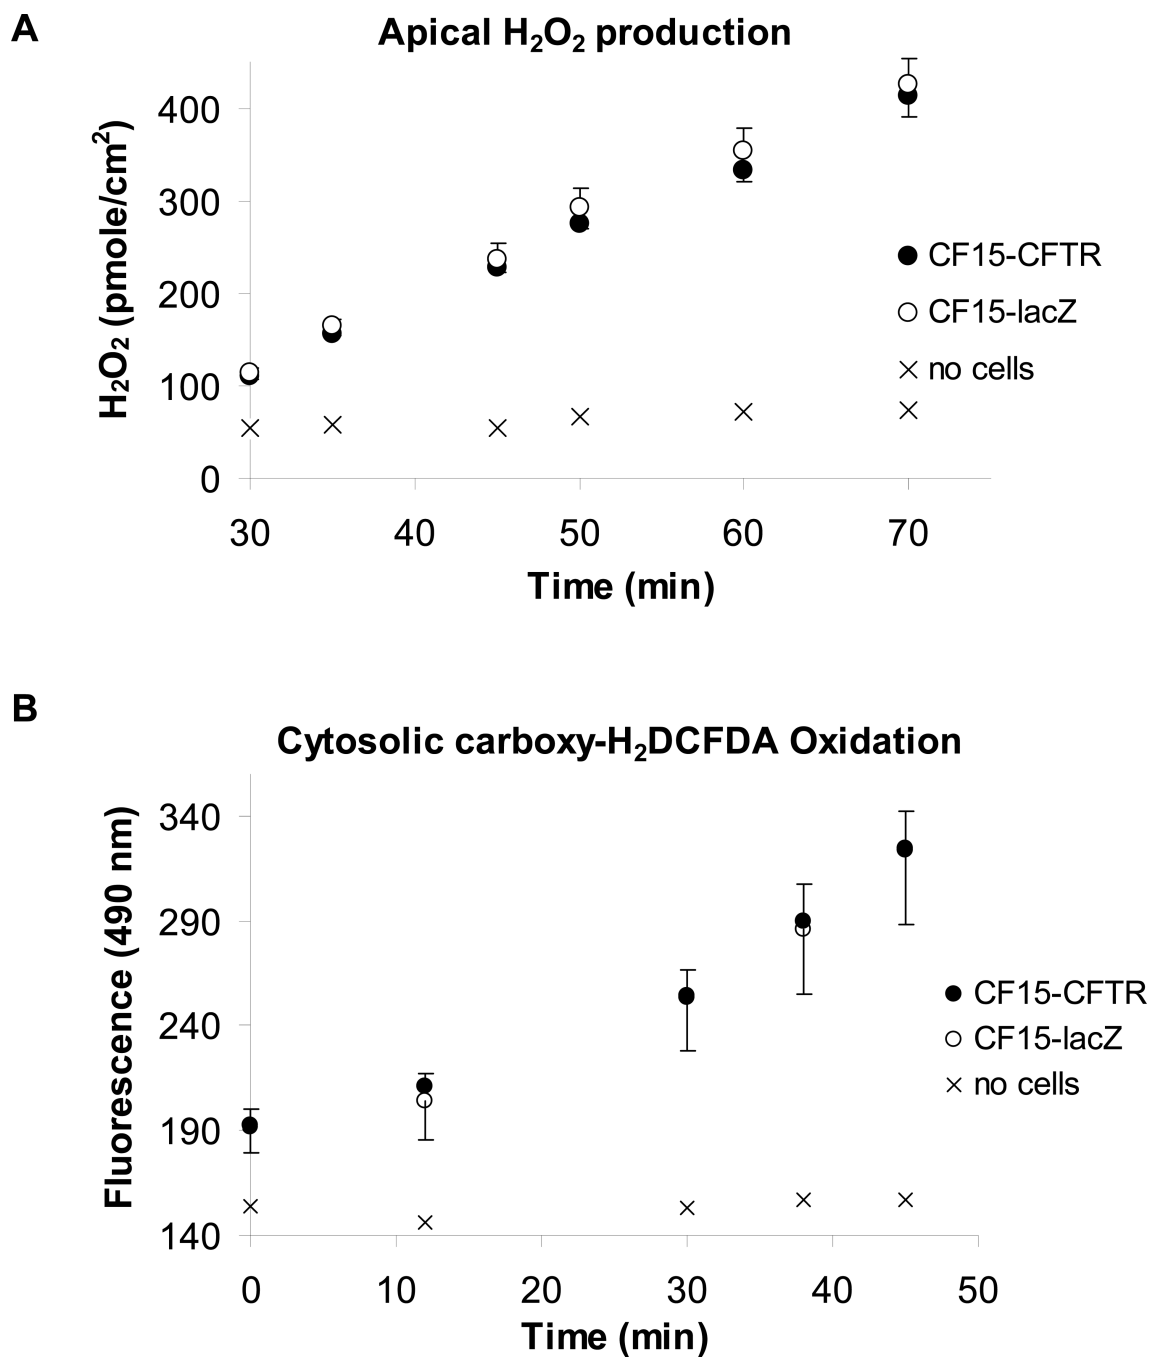 A
Apical H₂O₂ production
H₂O₂ (pmole/cm²)
400
300
200
100
0
30 40 50 60 70
Time (min)
CF15-CFTR
CF15-lacZ
no cells
B
Cytosolic carboxy-H₂DCFDA Oxidation
Fluorescence (490 nm)
340
290
240
190
140
0 10 20 30 40 50
Time (min)
CF15-CFTR
CF15-lacZ
no cells